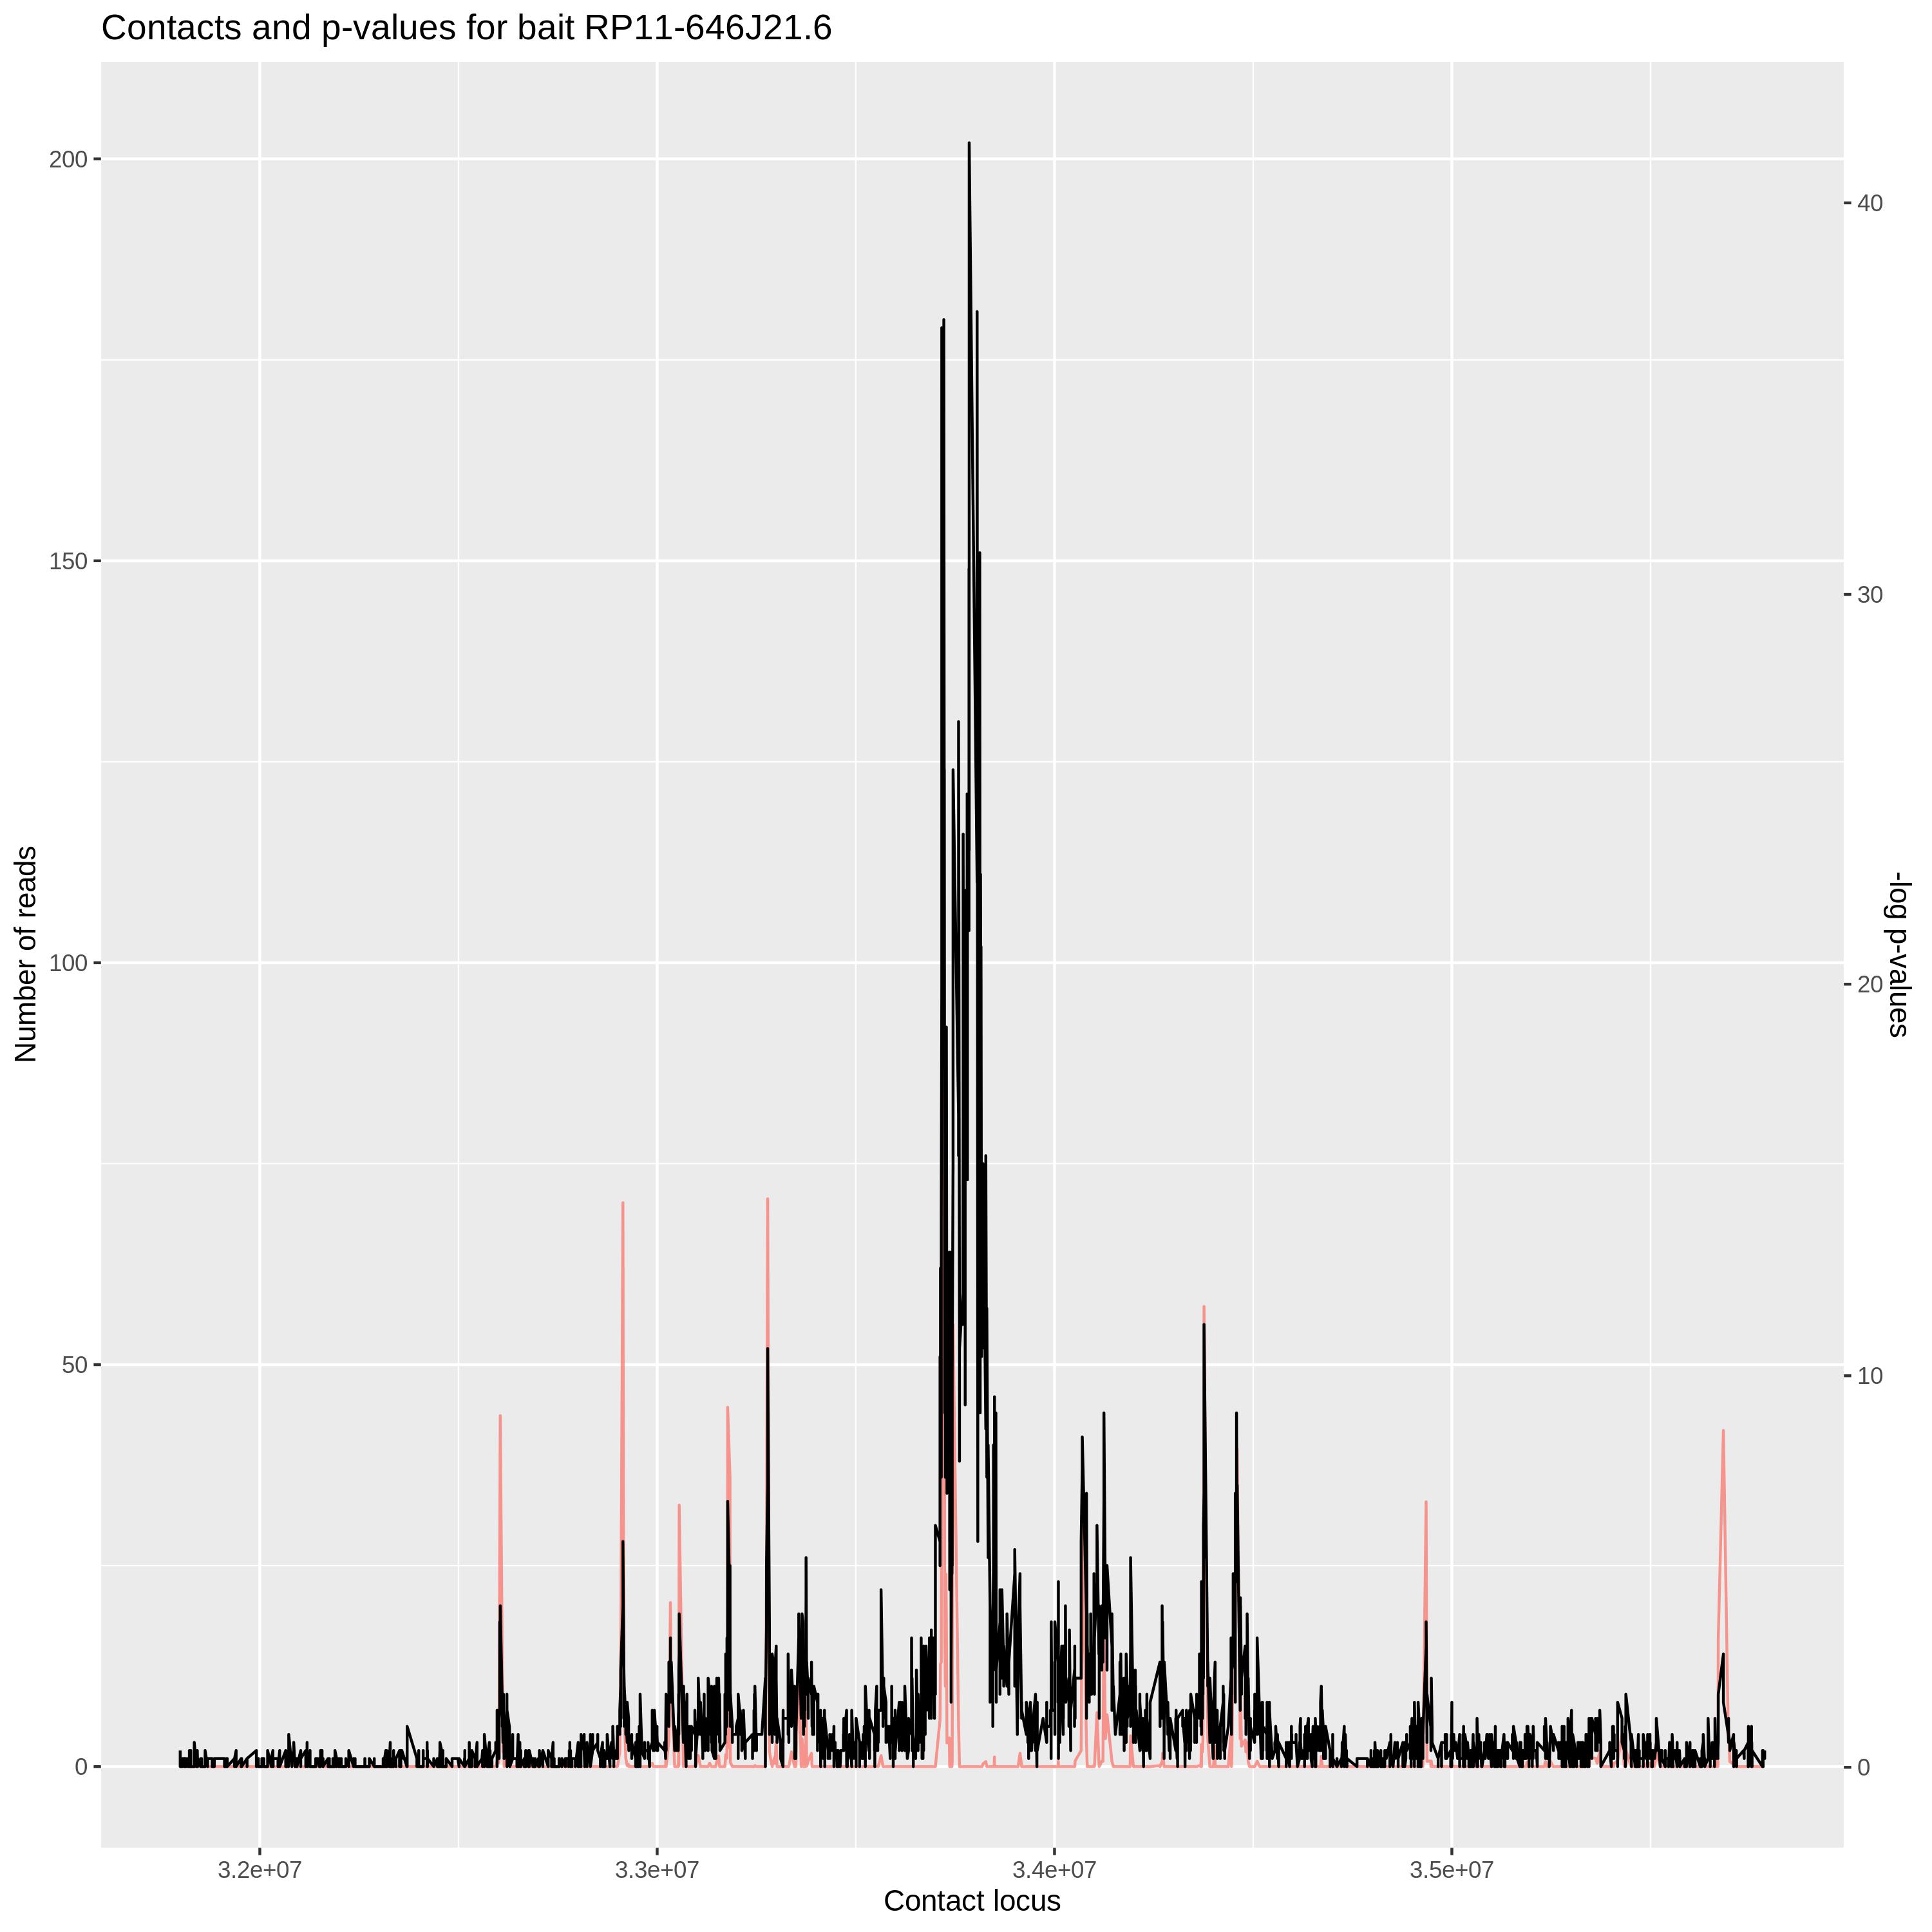 Contacts and p-values for bait RP11-646J21.6
Number of reads
200
150
100
50
0
40
30
20
10
0
-log p-values
3.2e+07 3.3e+07 3.4e+07 3.5e+07
Contact locus